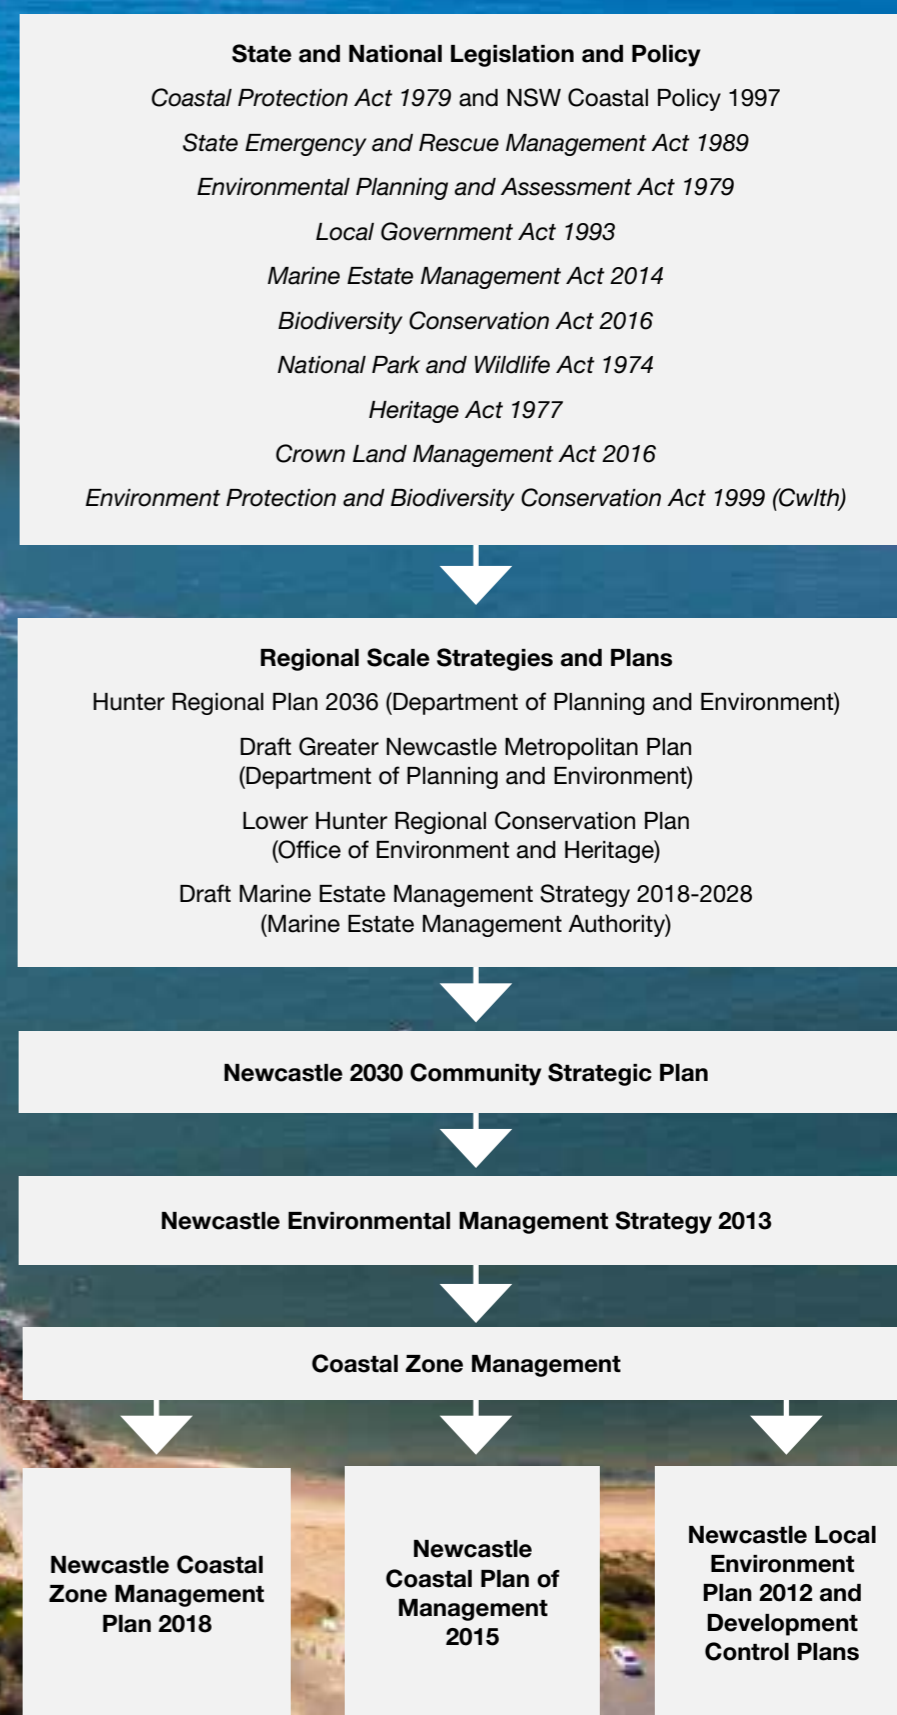 State and National Legislation and Policy
Coastal Protection Act 1979 and NSW Coastal Policy 1997
State Emergency and Rescue Management Act 1989
Environmental Planning and Assessment Act 1979
Local Government Act 1993
Marine Estate Management Act 2014
Biodiversity Conservation Act 2016
National Park and Wildlife Act 1974
Heritage Act 1977
Crown Land Management Act 2016
Environment Protection and Biodiversity Conservation Act 1999 (Cwlth)
Regional Scale Strategies and Plans
Hunter Regional Plan 2036 (Department of Planning and Environment)
Draft Greater Newcastle Metropolitan Plan
(Department of Planning and Environment)
Lower Hunter Regional Conservation Plan
(Office of Environment and Heritage)
Draft Marine Estate Management Strategy 2018-2028
(Marine Estate Management Authority)
Newcastle 2030 Community Strategic Plan
Newcastle Environmental Management Strategy 2013
Coastal Zone Management
Newcastle Coastal
Zone Management
Plan 2018
Newcastle
Coastal Plan of
Management
2015
Newcastle Local
Environment
Plan 2012 and
Development
Control Plans